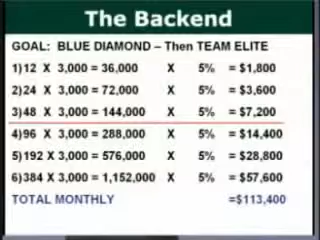 The Backend
GOAL: BLUE DIAMOND – Then TEAM ELITE
1)12 X 3,000 = 36,000 X 5% = $1,800
2)24 X 3,000 = 72,000 X 5% = $3,600
3)48 X 3,000 = 144,000 X 5% = $7,200
4)96 X 3,000 = 288,000 X 5% = $14,400
5)192 X 3,000 = 576,000 X 5% = $28,800
6)384 X 3,000 = 1,152,000 X 5% = $57,600
TOTAL MONTHLY =$113,400